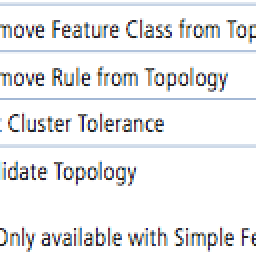 move Feature Class from Top
move Rule from Topology
Cluster Tolerance
lidate Topology
Only available with Simple Fe